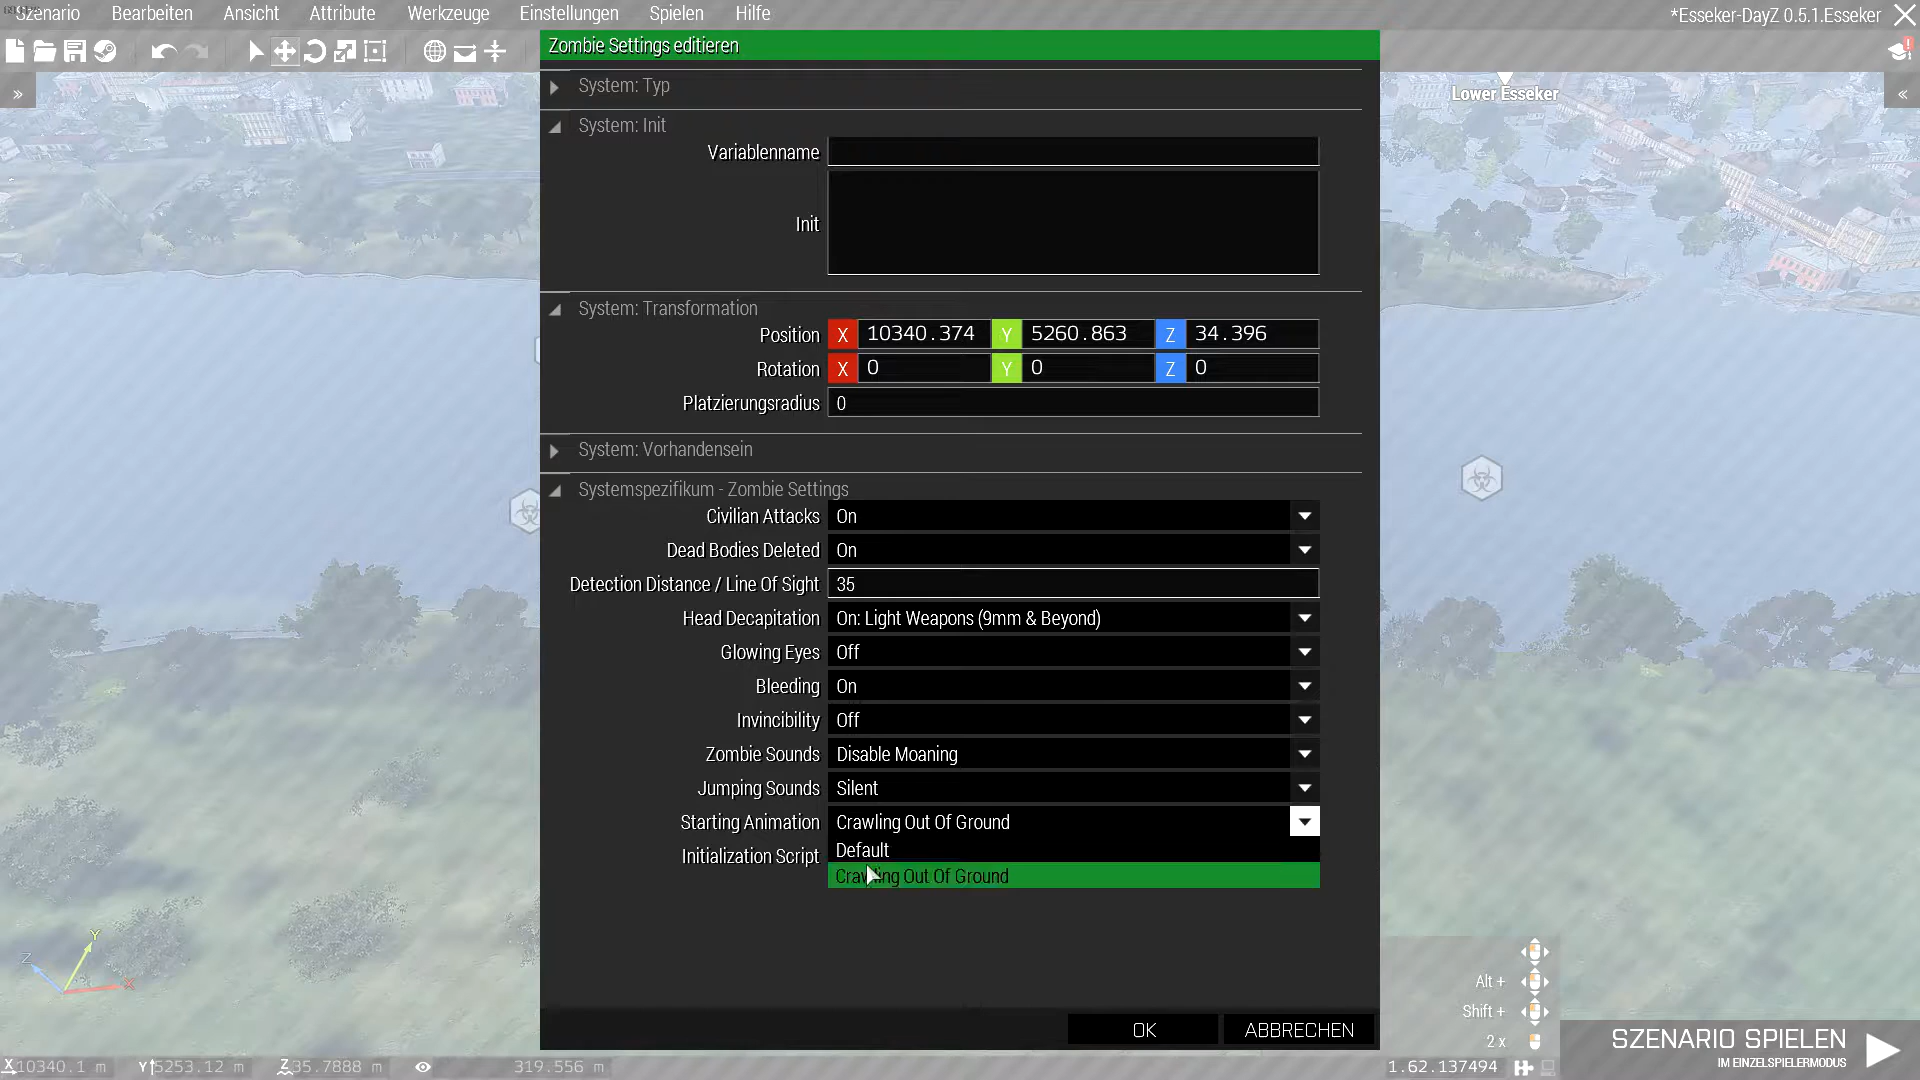 Szenario Bearbeiten Ansicht Attribute Werkzeuge Einstellungen Spielen Hilfe
*Esseker-DayZ 0.5.1.Esseker
Zombie Settings editieren
System: Typ
Lower Esseker
System: Init
Variablenname
Init
System: Transformation
Position X 10340.374 Y 5260.863 Z 34.396
Rotation X 0 Y 0 Z 0
Platzierungsradius 0
System: Vorhandensein
Systemspezifikum - Zombie Settings
Civilian Attacks On
Dead Bodies Deleted On
Detection Distance / Line Of Sight 35
Head Decapitation On: Light Weapons (9mm & Beyond)
Glowing Eyes Off
Bleeding On
Invincibility Off
Zombie Sounds Disable Moaning
Jumping Sounds Silent
Starting Animation Crawling Out Of Ground
Default
Initialization Script
Crawling Out Of Ground
Y
Z
X
Alt +
Shift +
2 x
OK ABBRECHEN
SZENARIO SPIELEN
IM EINZELSPIELERMODUS
X 10340.1 m Y 5253.12 m Z 35.7888 m 319.556 m 1.62.137494